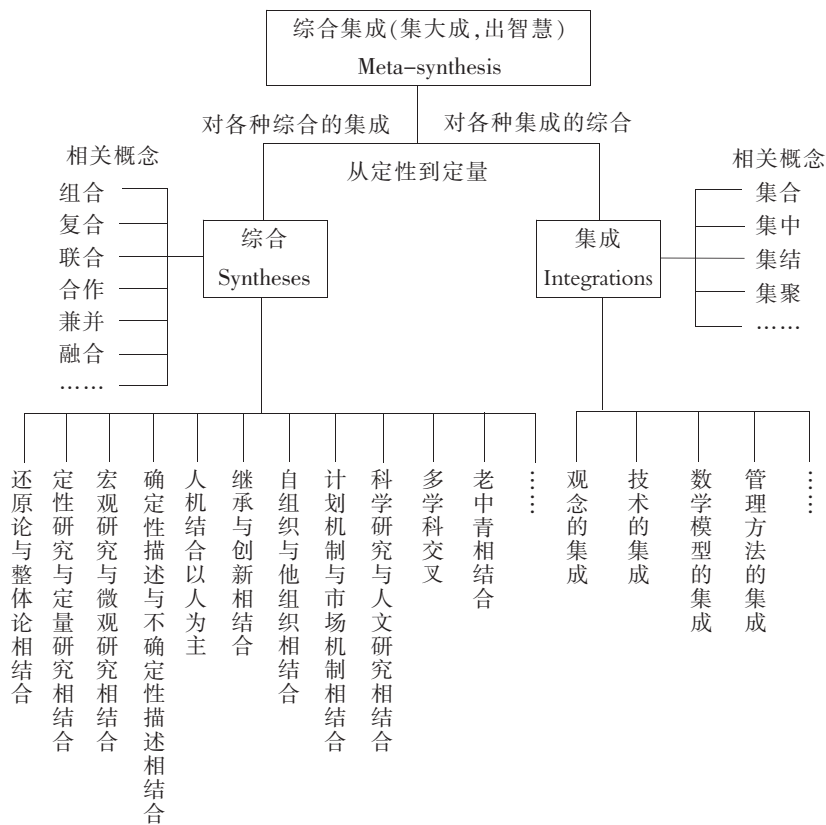 综合集成(集大成,出智慧)
Meta-synthesis
对各种综合的集成
对各种集成的综合
从定性到定量
相关概念
组合
复合
联合
合作
兼并
融合
……
综合
Syntheses
集成
Integrations
相关概念
集合
集中
集结
集聚
……
还原论与整体论相结合
定性研究与定量研究相结合
宏观研究与微观研究相结合
确定性描述与不确定性描述相结合
人机结合以人为主
继承与创新相结合
自组织与他组织相结合
计划机制与市场机制相结合
科学研究与人文研究相结合
多学科交叉
老中青相结合
……
观念的集成
技术的集成
数学模型的集成
管理方法的集成
……